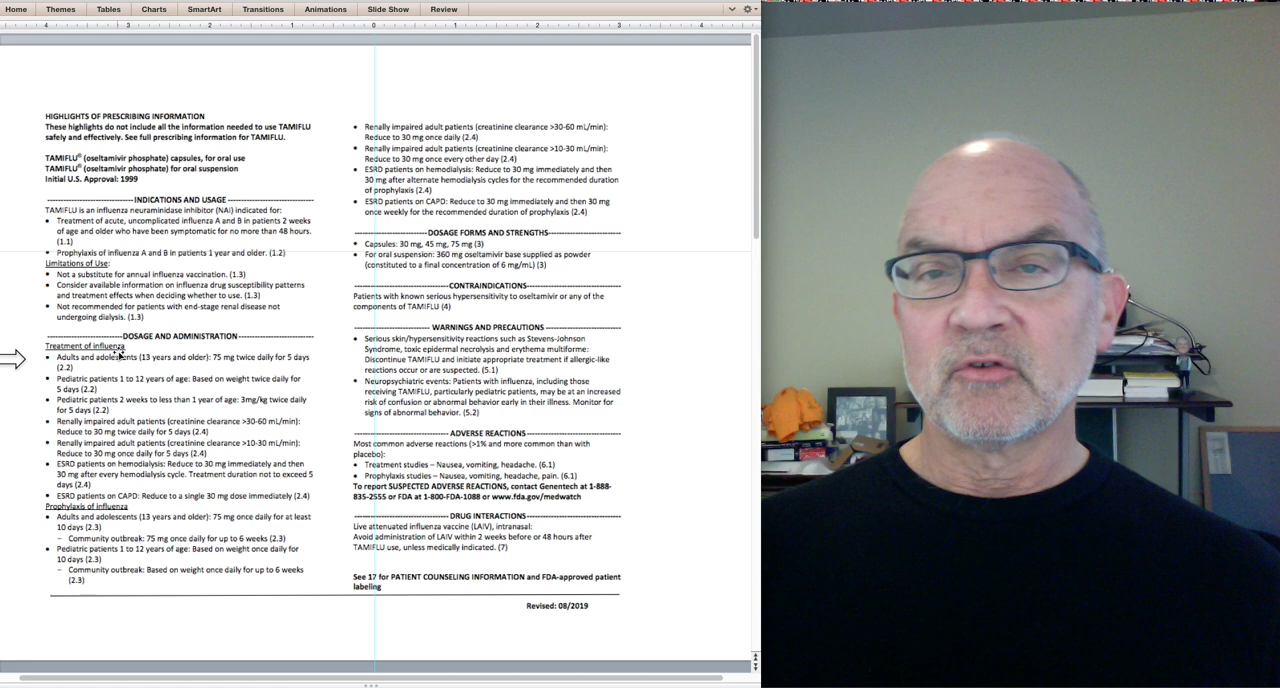 Home Themes Tables Charts SmartArt Transitions Animations Slide Show Review
4 3 2 1 0 1 2 3 4
HIGHLIGHTS OF PRESCRIBING INFORMATION
These highlights do not include all the information needed to use TAMIFLU
safely and effectively. See full prescribing information for TAMIFLU.
TAMIFLU® (oseltamivir phosphate) capsules, for oral use
TAMIFLU® (oseltamivir phosphate) for oral suspension
Initial U.S. Approval: 1999
---------------------------INDICATIONS AND USAGE---------------------------
TAMIFLU is an influenza neuraminidase inhibitor (NAI) indicated for:
• Treatment of acute, uncomplicated influenza A and B in patients 2 weeks
of age and older who have been symptomatic for no more than 48 hours.
(1.1)
• Prophylaxis of influenza A and B in patients 1 year and older. (1.2)
Limitations of Use:
• Not a substitute for annual influenza vaccination. (1.3)
• Consider available information on influenza drug susceptibility patterns
and treatment effects when deciding whether to use. (1.3)
• Not recommended for patients with end-stage renal disease not
undergoing dialysis. (1.3)
------------------------DOSAGE AND ADMINISTRATION------------------------
Treatment of influenza
• Adults and adolescents (13 years and older): 75 mg twice daily for 5 days
(2.2)
• Pediatric patients 1 to 12 years of age: Based on weight twice daily for
5 days (2.2)
• Pediatric patients 2 weeks to less than 1 year of age: 3mg/kg twice daily
for 5 days (2.2)
• Renally impaired adult patients (creatinine clearance >30-60 mL/min):
Reduce to 30 mg twice daily for 5 days (2.4)
• Renally impaired adult patients (creatinine clearance >10-30 mL/min):
Reduce to 30 mg once daily for 5 days (2.4)
• ESRD patients on hemodialysis: Reduce to 30 mg immediately and then
30 mg after every hemodialysis cycle. Treatment duration not to exceed 5
days (2.4)
• ESRD patients on CAPD: Reduce to a single 30 mg dose immediately (2.4)
Prophylaxis of influenza
• Adults and adolescents (13 years and older): 75 mg once daily for at least
10 days (2.3)
– Community outbreak: 75 mg once daily for up to 6 weeks (2.3)
• Pediatric patients 1 to 12 years of age: Based on weight once daily for
10 days (2.3)
– Community outbreak: Based on weight once daily for up to 6 weeks
(2.3)
• Renally impaired adult patients (creatinine clearance >30-60 mL/min):
Reduce to 30 mg once daily (2.4)
• Renally impaired adult patients (creatinine clearance >10-30 mL/min):
Reduce to 30 mg once every other day (2.4)
• ESRD patients on hemodialysis: Reduce to 30 mg immediately and then
30 mg after alternate hemodialysis cycles for the recommended duration
of prophylaxis (2.4)
• ESRD patients on CAPD: Reduce to 30 mg immediately and then 30 mg
once weekly for the recommended duration of prophylaxis (2.4)
-----------------------DOSAGE FORMS AND STRENGTHS-----------------------
• Capsules: 30 mg, 45 mg, 75 mg (3)
• For oral suspension: 360 mg oseltamivir base supplied as powder
(constituted to a final concentration of 6 mg/mL) (3)
------------------------------CONTRAINDICATIONS------------------------------
Patients with known serious hypersensitivity to oseltamivir or any of the
components of TAMIFLU (4)
------------------------ WARNINGS AND PRECAUTIONS ------------------------
• Serious skin/hypersensitivity reactions such as Stevens-Johnson
Syndrome, toxic epidermal necrolysis and erythema multiforme:
Discontinue TAMIFLU and initiate appropriate treatment if allergic-like
reactions occur or are suspected. (5.1)
• Neuropsychiatric events: Patients with influenza, including those
receiving TAMIFLU, particularly pediatric patients, may be at an increased
risk of confusion or abnormal behavior early in their illness. Monitor for
signs of abnormal behavior. (5.2)
------------------------------ADVERSE REACTIONS------------------------------
Most common adverse reactions (>1% and more common than with
placebo):
• Treatment studies – Nausea, vomiting, headache. (6.1)
• Prophylaxis studies – Nausea, vomiting, headache, pain. (6.1)
To report SUSPECTED ADVERSE REACTIONS, contact Genentech at 1-888-
835-2555 or FDA at 1-800-FDA-1088 or www.fda.gov/medwatch
------------------------------DRUG INTERACTIONS------------------------------
Live attenuated influenza vaccine (LAIV), intranasal:
Avoid administration of LAIV within 2 weeks before or 48 hours after
TAMIFLU use, unless medically indicated. (7)
See 17 for PATIENT COUNSELING INFORMATION and FDA-approved patient
labeling
Revised: 08/2019